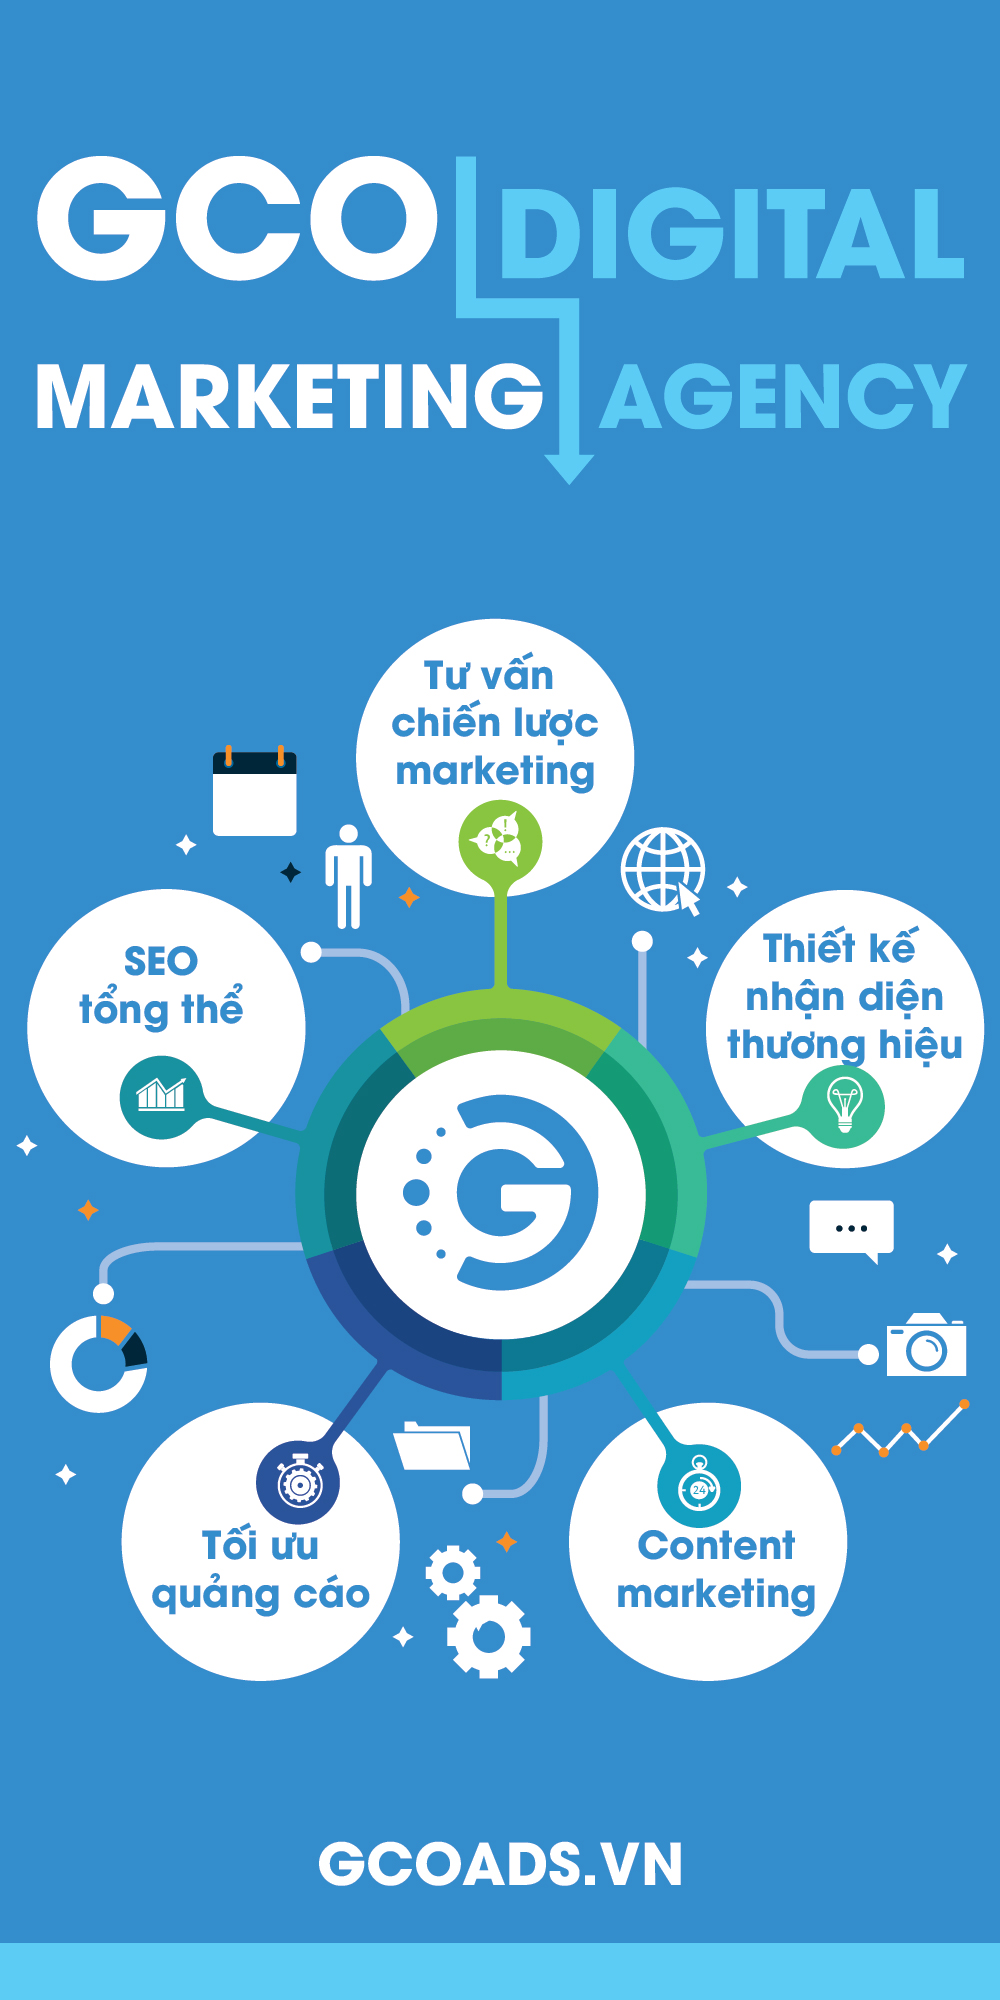 GCO DIGITAL
MARKETING AGENCY
Tư vấn
chiến lược
marketing
! ? ...
SEO
tổng thể
Thiết kế
nhận diện
thương hiệu
G
Tối ưu
quảng cáo
24
Content
marketing
GCOADS.VN